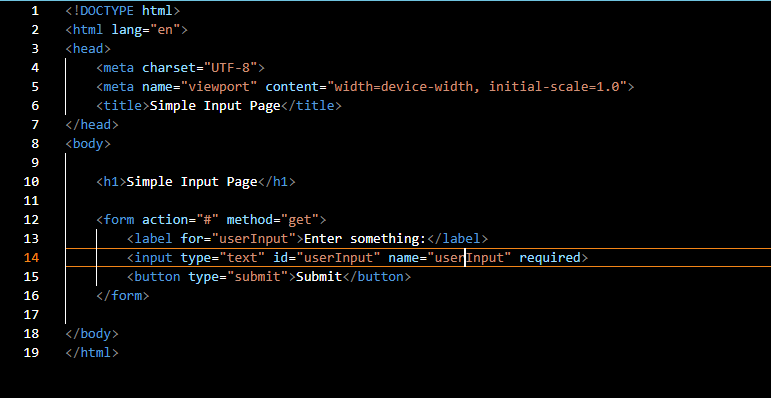 1 <!DOCTYPE html>
2 <html lang="en">
3 <head>
4     <meta charset="UTF-8">
5     <meta name="viewport" content="width=device-width, initial-scale=1.0">
6     <title>Simple Input Page</title>
7 </head>
8 <body>
9
10     <h1>Simple Input Page</h1>
11
12     <form action="#" method="get">
13         <label for="userInput">Enter something:</label>
14         <input type="text" id="userInput" name="userInput" required>
15         <button type="submit">Submit</button>
16     </form>
17
18 </body>
19 </html>